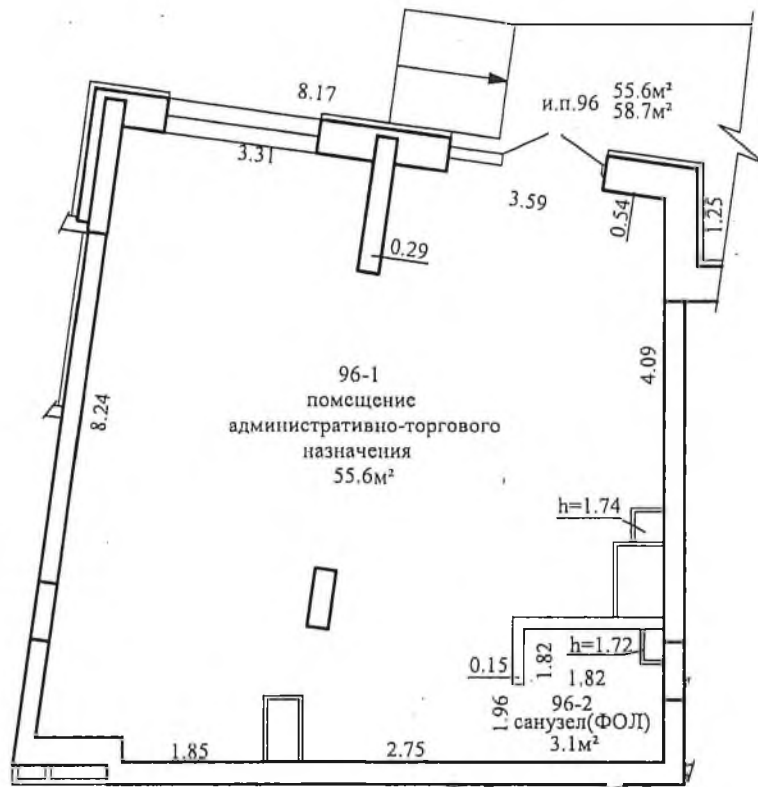 8.17
и.п.96
55.6м²
58.7м²
3.31
3.59
0.54
1.25
0.29
4.09
8.24
96-1
помещение
административно-торгового
назначения
55.6м²
h=1.74
h=1.72
1.82
0.15
1.82
1.96
96-2
санузел(ФОЛ)
3.1м²
1.85
2.75